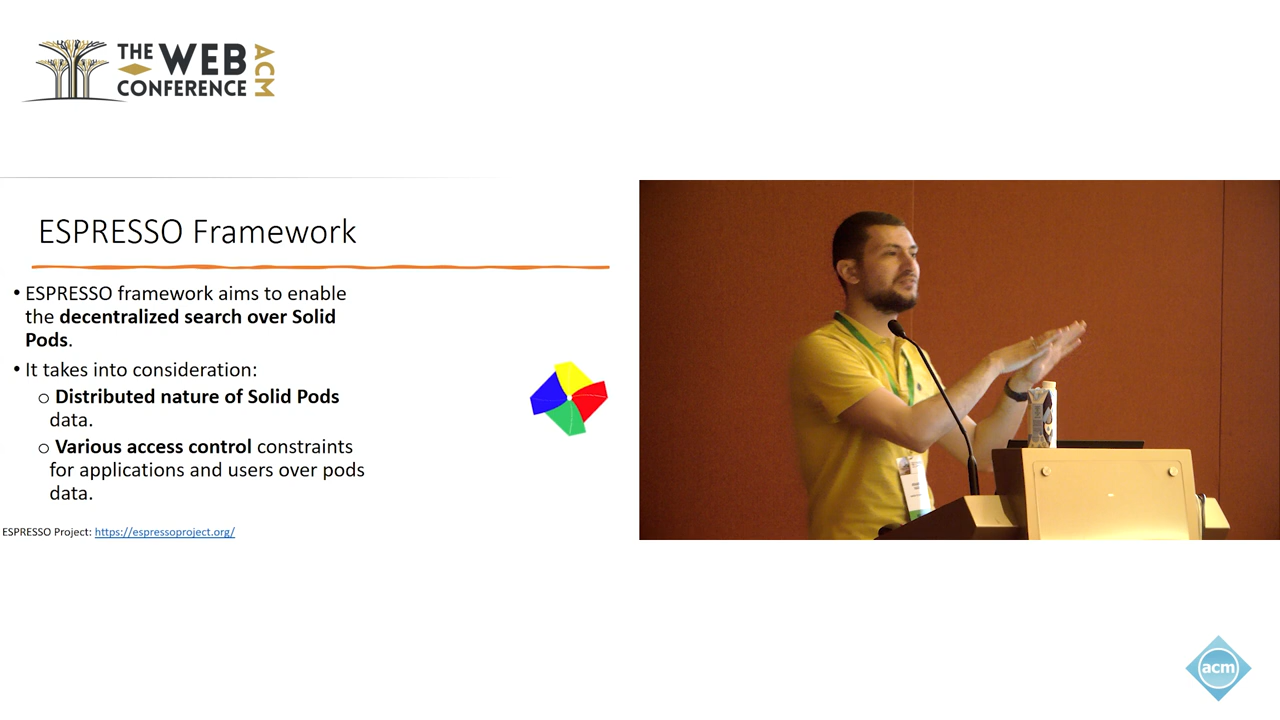 THE WEB
CONFERENCE
ACM
ESPRESSO Framework
• ESPRESSO framework aims to enable
the decentralized search over Solid
Pods.
• It takes into consideration:
o Distributed nature of Solid Pods
data.
o Various access control constraints
for applications and users over pods
data.
ESPRESSO Project: https://espressoproject.org/
acm